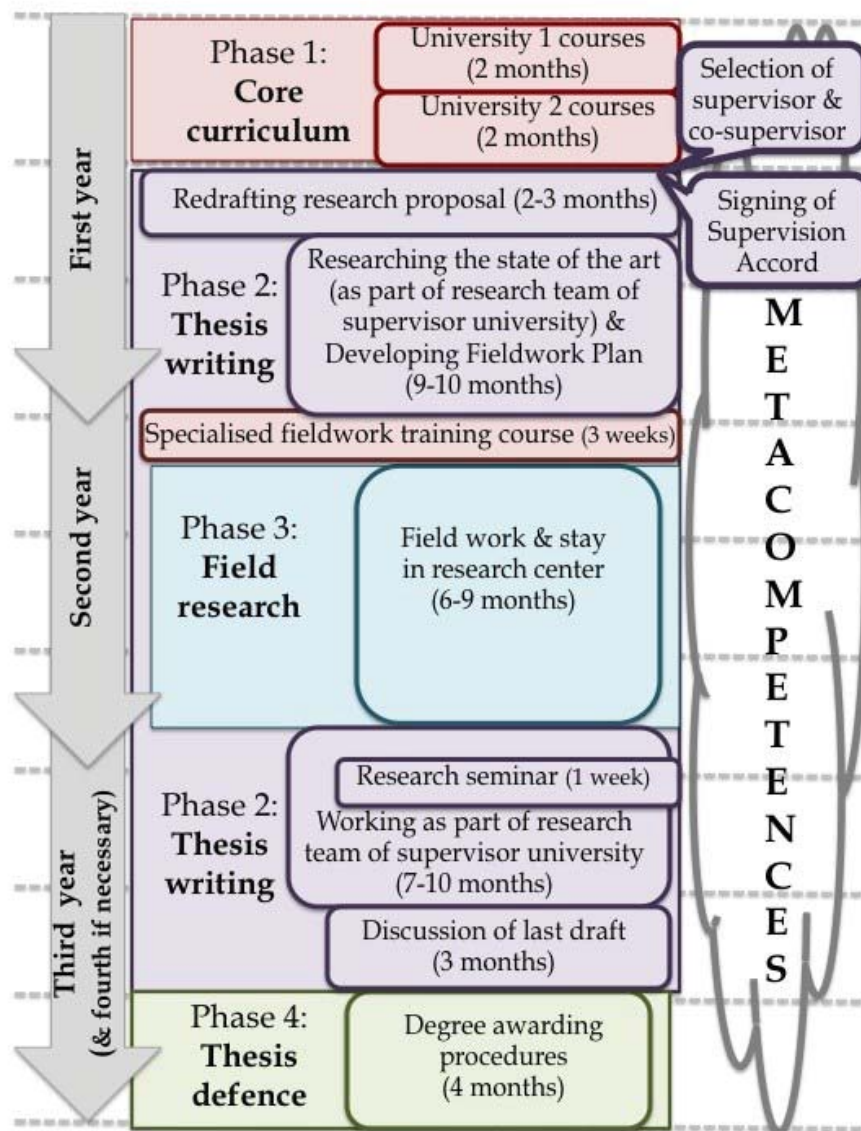 First year
Second year
Third year
(& fourth if necessary)
Phase 1:
Core
curriculum
University 1 courses
(2 months)
University 2 courses
(2 months)
Selection of
supervisor &
co-supervisor
Signing of
Supervision
Accord
Redrafting research proposal (2-3 months)
Phase 2:
Thesis
writing
Researching the state of the art
(as part of research team of
supervisor university) &
Developing Fieldwork Plan
(9-10 months)
Specialised fieldwork training course (3 weeks)
Phase 3:
Field
research
Field work & stay
in research center
(6-9 months)
Phase 2:
Thesis
writing
Research seminar (1 week)
Working as part of research
team of supervisor university
(7-10 months)
Discussion of last draft
(3 months)
Phase 4:
Thesis
defence
Degree awarding
procedures
(4 months)
METACOMPETENCES